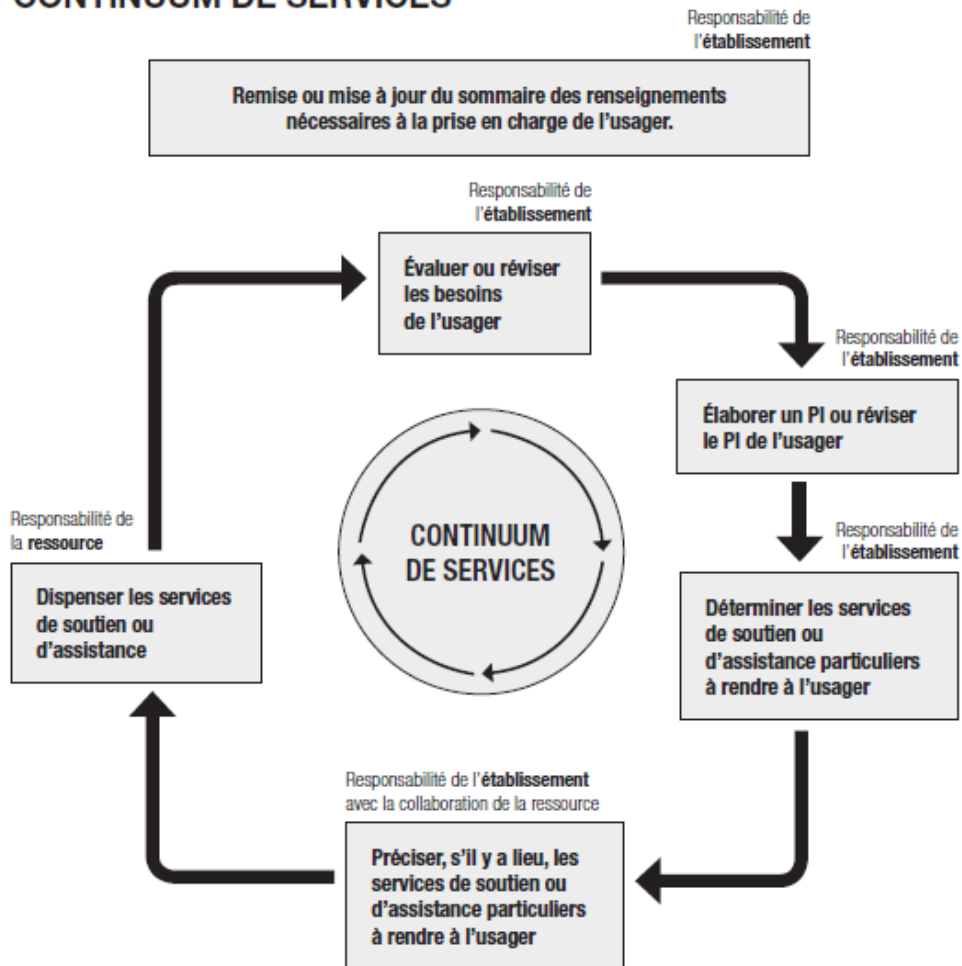 CONTINUUM DE SERVICES
Responsabilité de
l'établissement
Remise ou mise à jour du sommaire des renseignements
nécessaires à la prise en charge de l'usager.
Responsabilité de
l'établissement
Évaluer ou réviser
les besoins
de l'usager
Responsabilité de
l'établissement
Élaborer un PI ou réviser
le PI de l'usager
Responsabilité de
l'établissement
Déterminer les services
de soutien ou
d'assistance particuliers
à rendre à l'usager
Responsabilité de l'établissement
avec la collaboration de la ressource
Préciser, s'il y a lieu, les
services de soutien ou
d'assistance particuliers
à rendre à l'usager
Responsabilité de
la ressource
Dispenser les services
de soutien ou
d'assistance
CONTINUUM
DE SERVICES